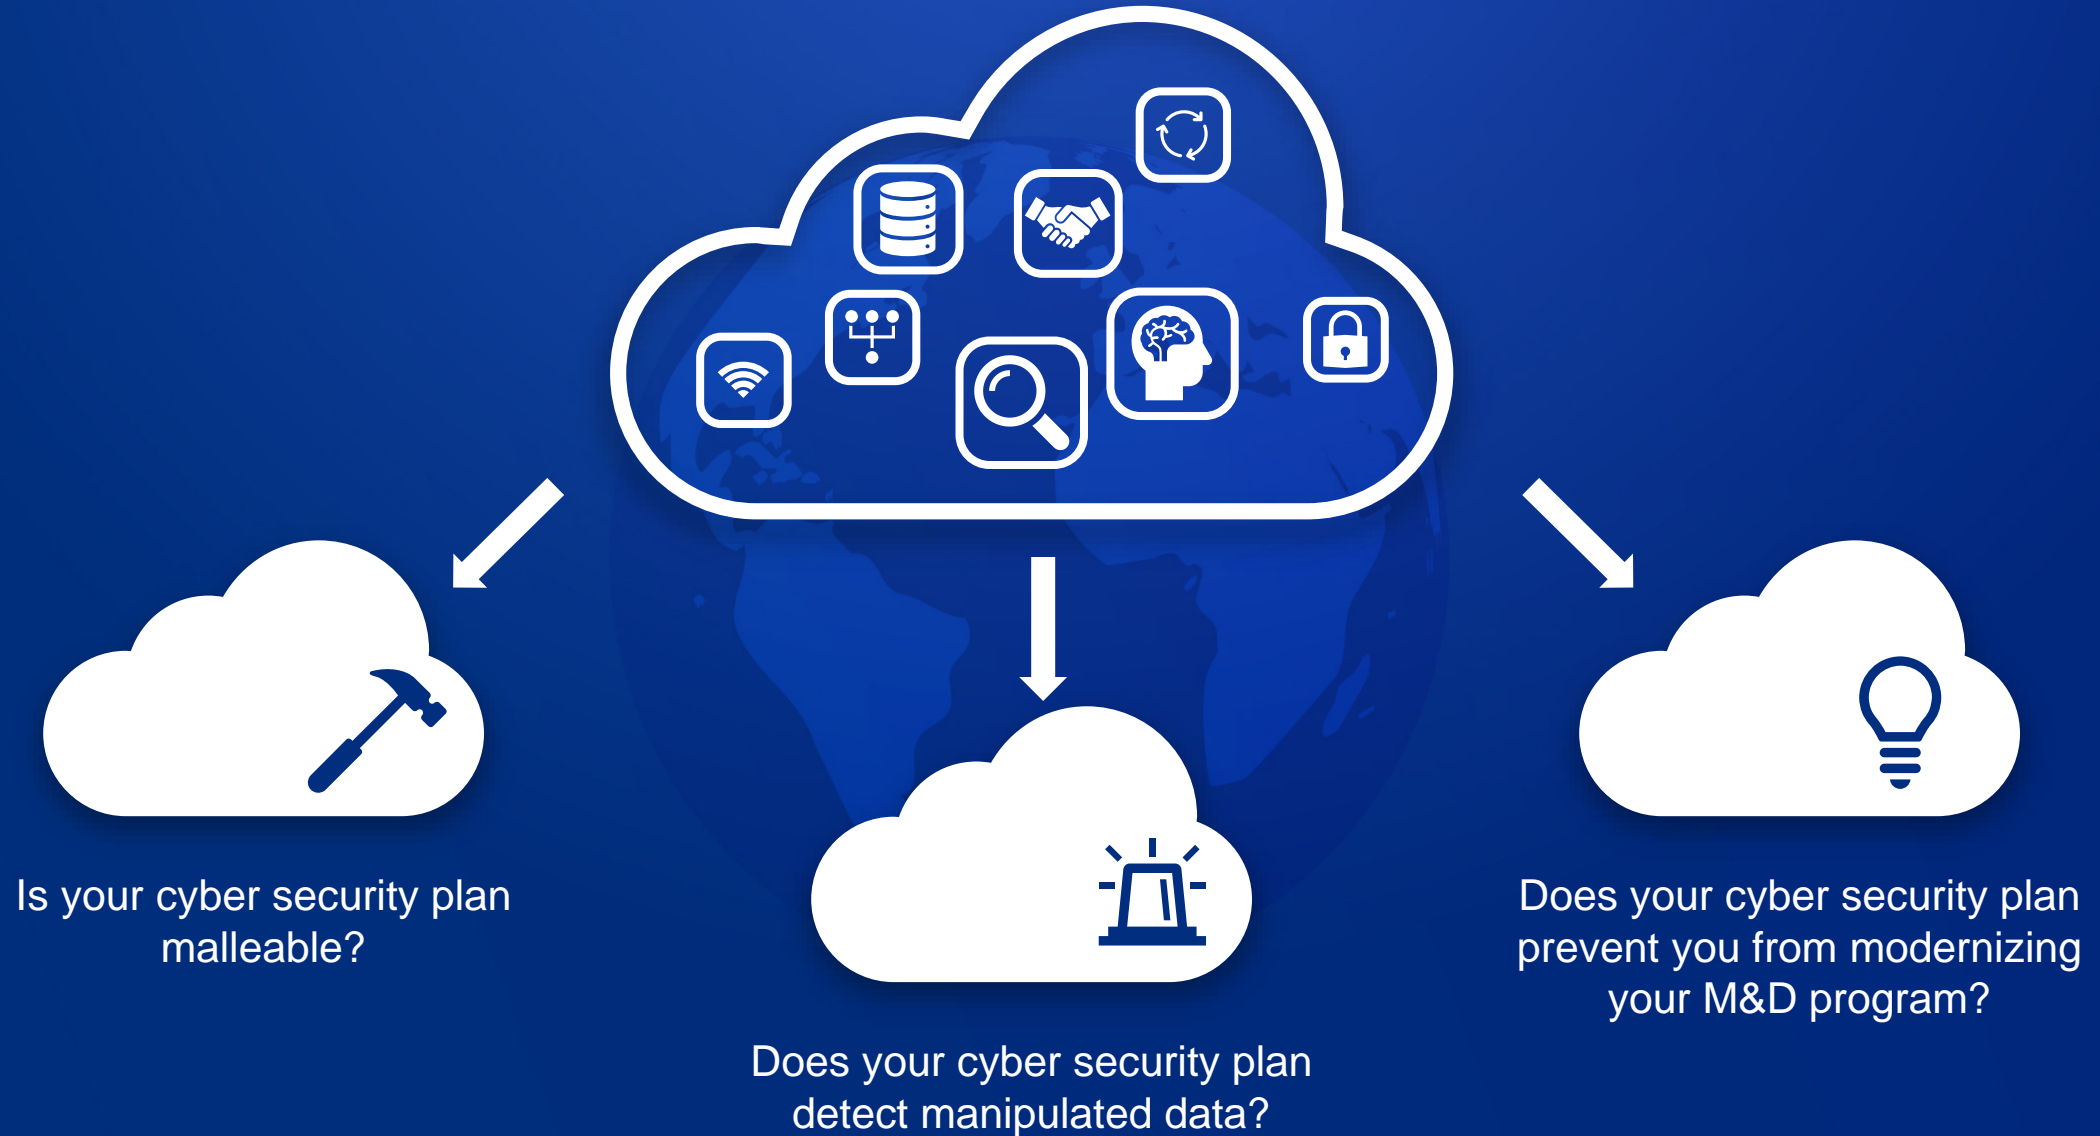 Is your cyber security plan
malleable?
Does your cyber security plan
detect manipulated data?
Does your cyber security plan
prevent you from modernizing
your M&D program?